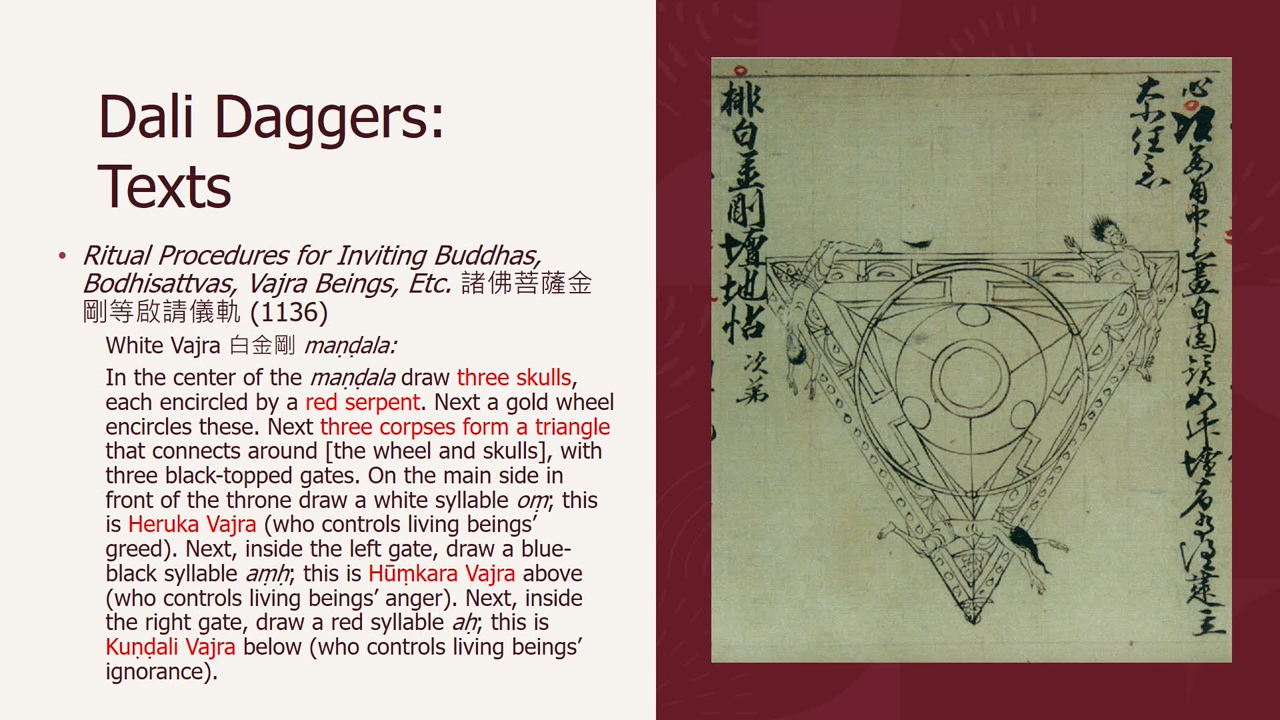 Dali Daggers:
Texts
• Ritual Procedures for Inviting Buddhas,
Bodhisattvas, Vajra Beings, Etc. 諸佛菩薩金
剛等啟請儀軌 (1136)
White Vajra 白金剛 maṇḍala:
In the center of the maṇḍala draw three skulls,
each encircled by a red serpent. Next a gold wheel
encircles these. Next three corpses form a triangle
that connects around [the wheel and skulls], with
three black-topped gates. On the main side in
front of the throne draw a white syllable oṃ; this
is Heruka Vajra (who controls living beings’
greed). Next, inside the left gate, draw a blue-
black syllable aṃḥ; this is Hūṃkara Vajra above
(who controls living beings’ anger). Next, inside
the right gate, draw a red syllable aḥ; this is
Kuṇḍali Vajra below (who controls living beings’
ignorance).
白金剛壇地
次第